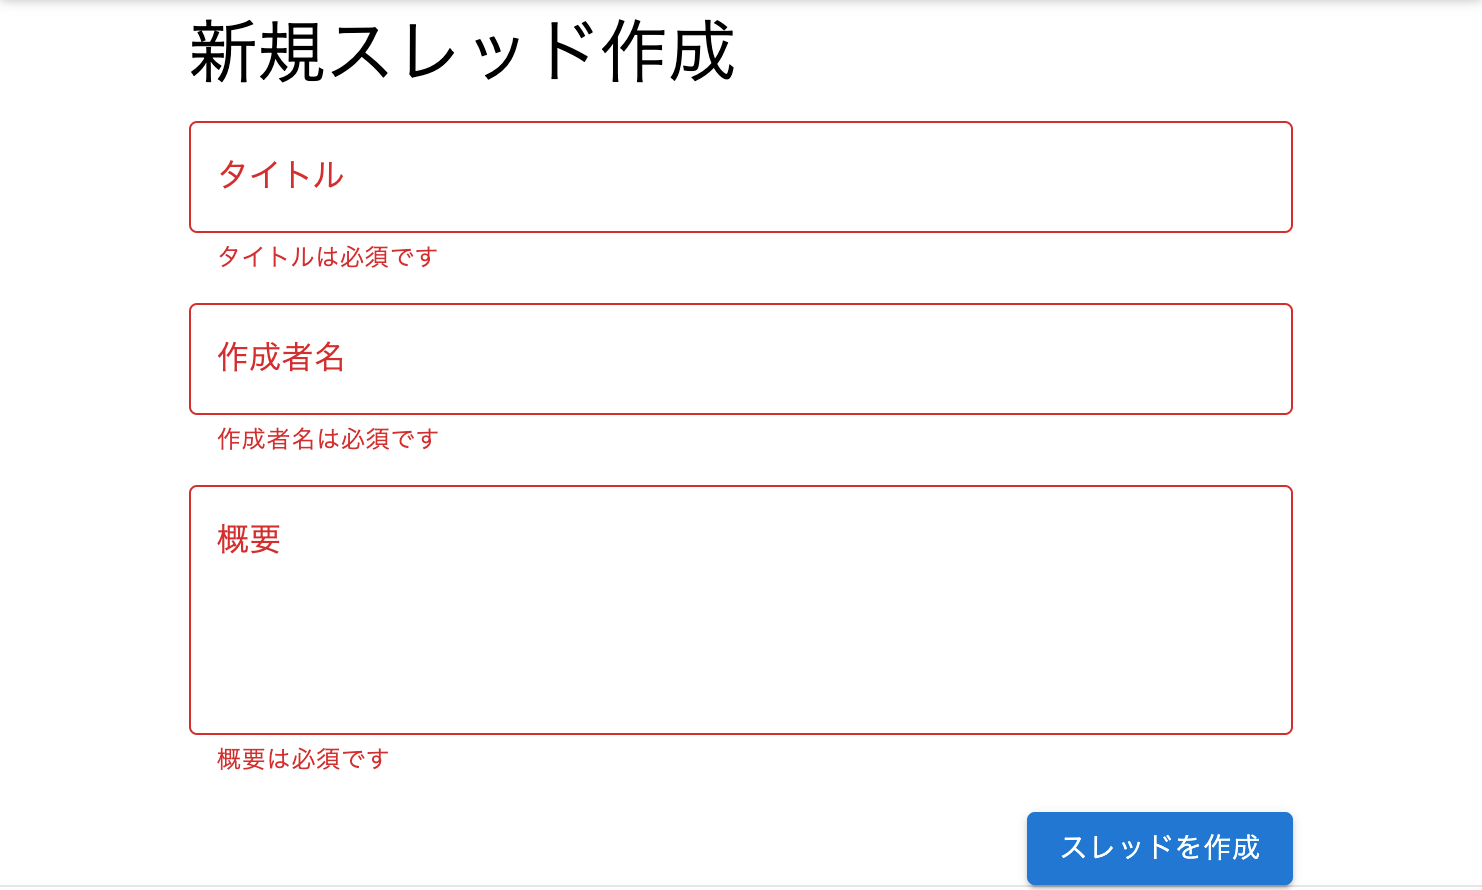 新規スレッド作成
タイトル
タイトルは必須です
作成者名
作成者名は必須です
概要
概要は必須です
スレッドを作成